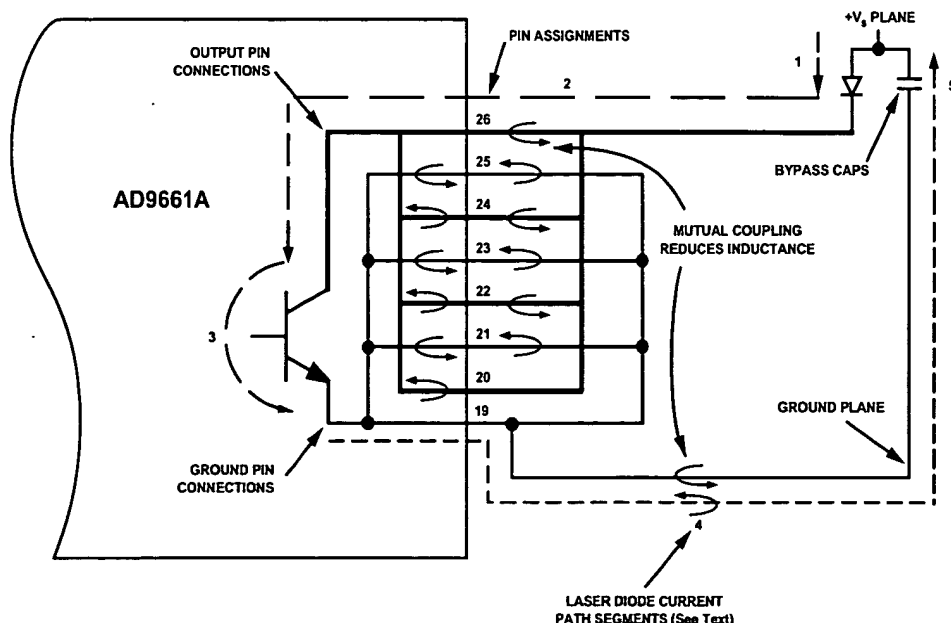 +Vs PLANE
PIN ASSIGNMENTS
OUTPUT PIN
CONNECTIONS
1
2
5
26
BYPASS CAPS
25
AD9661A
24
MUTUAL COUPLING
REDUCES INDUCTANCE
23
22
3
21
20
19
GROUND PLANE
GROUND PIN
CONNECTIONS
4
LASER DIODE CURRENT
PATH SEGMENTS (See Text)